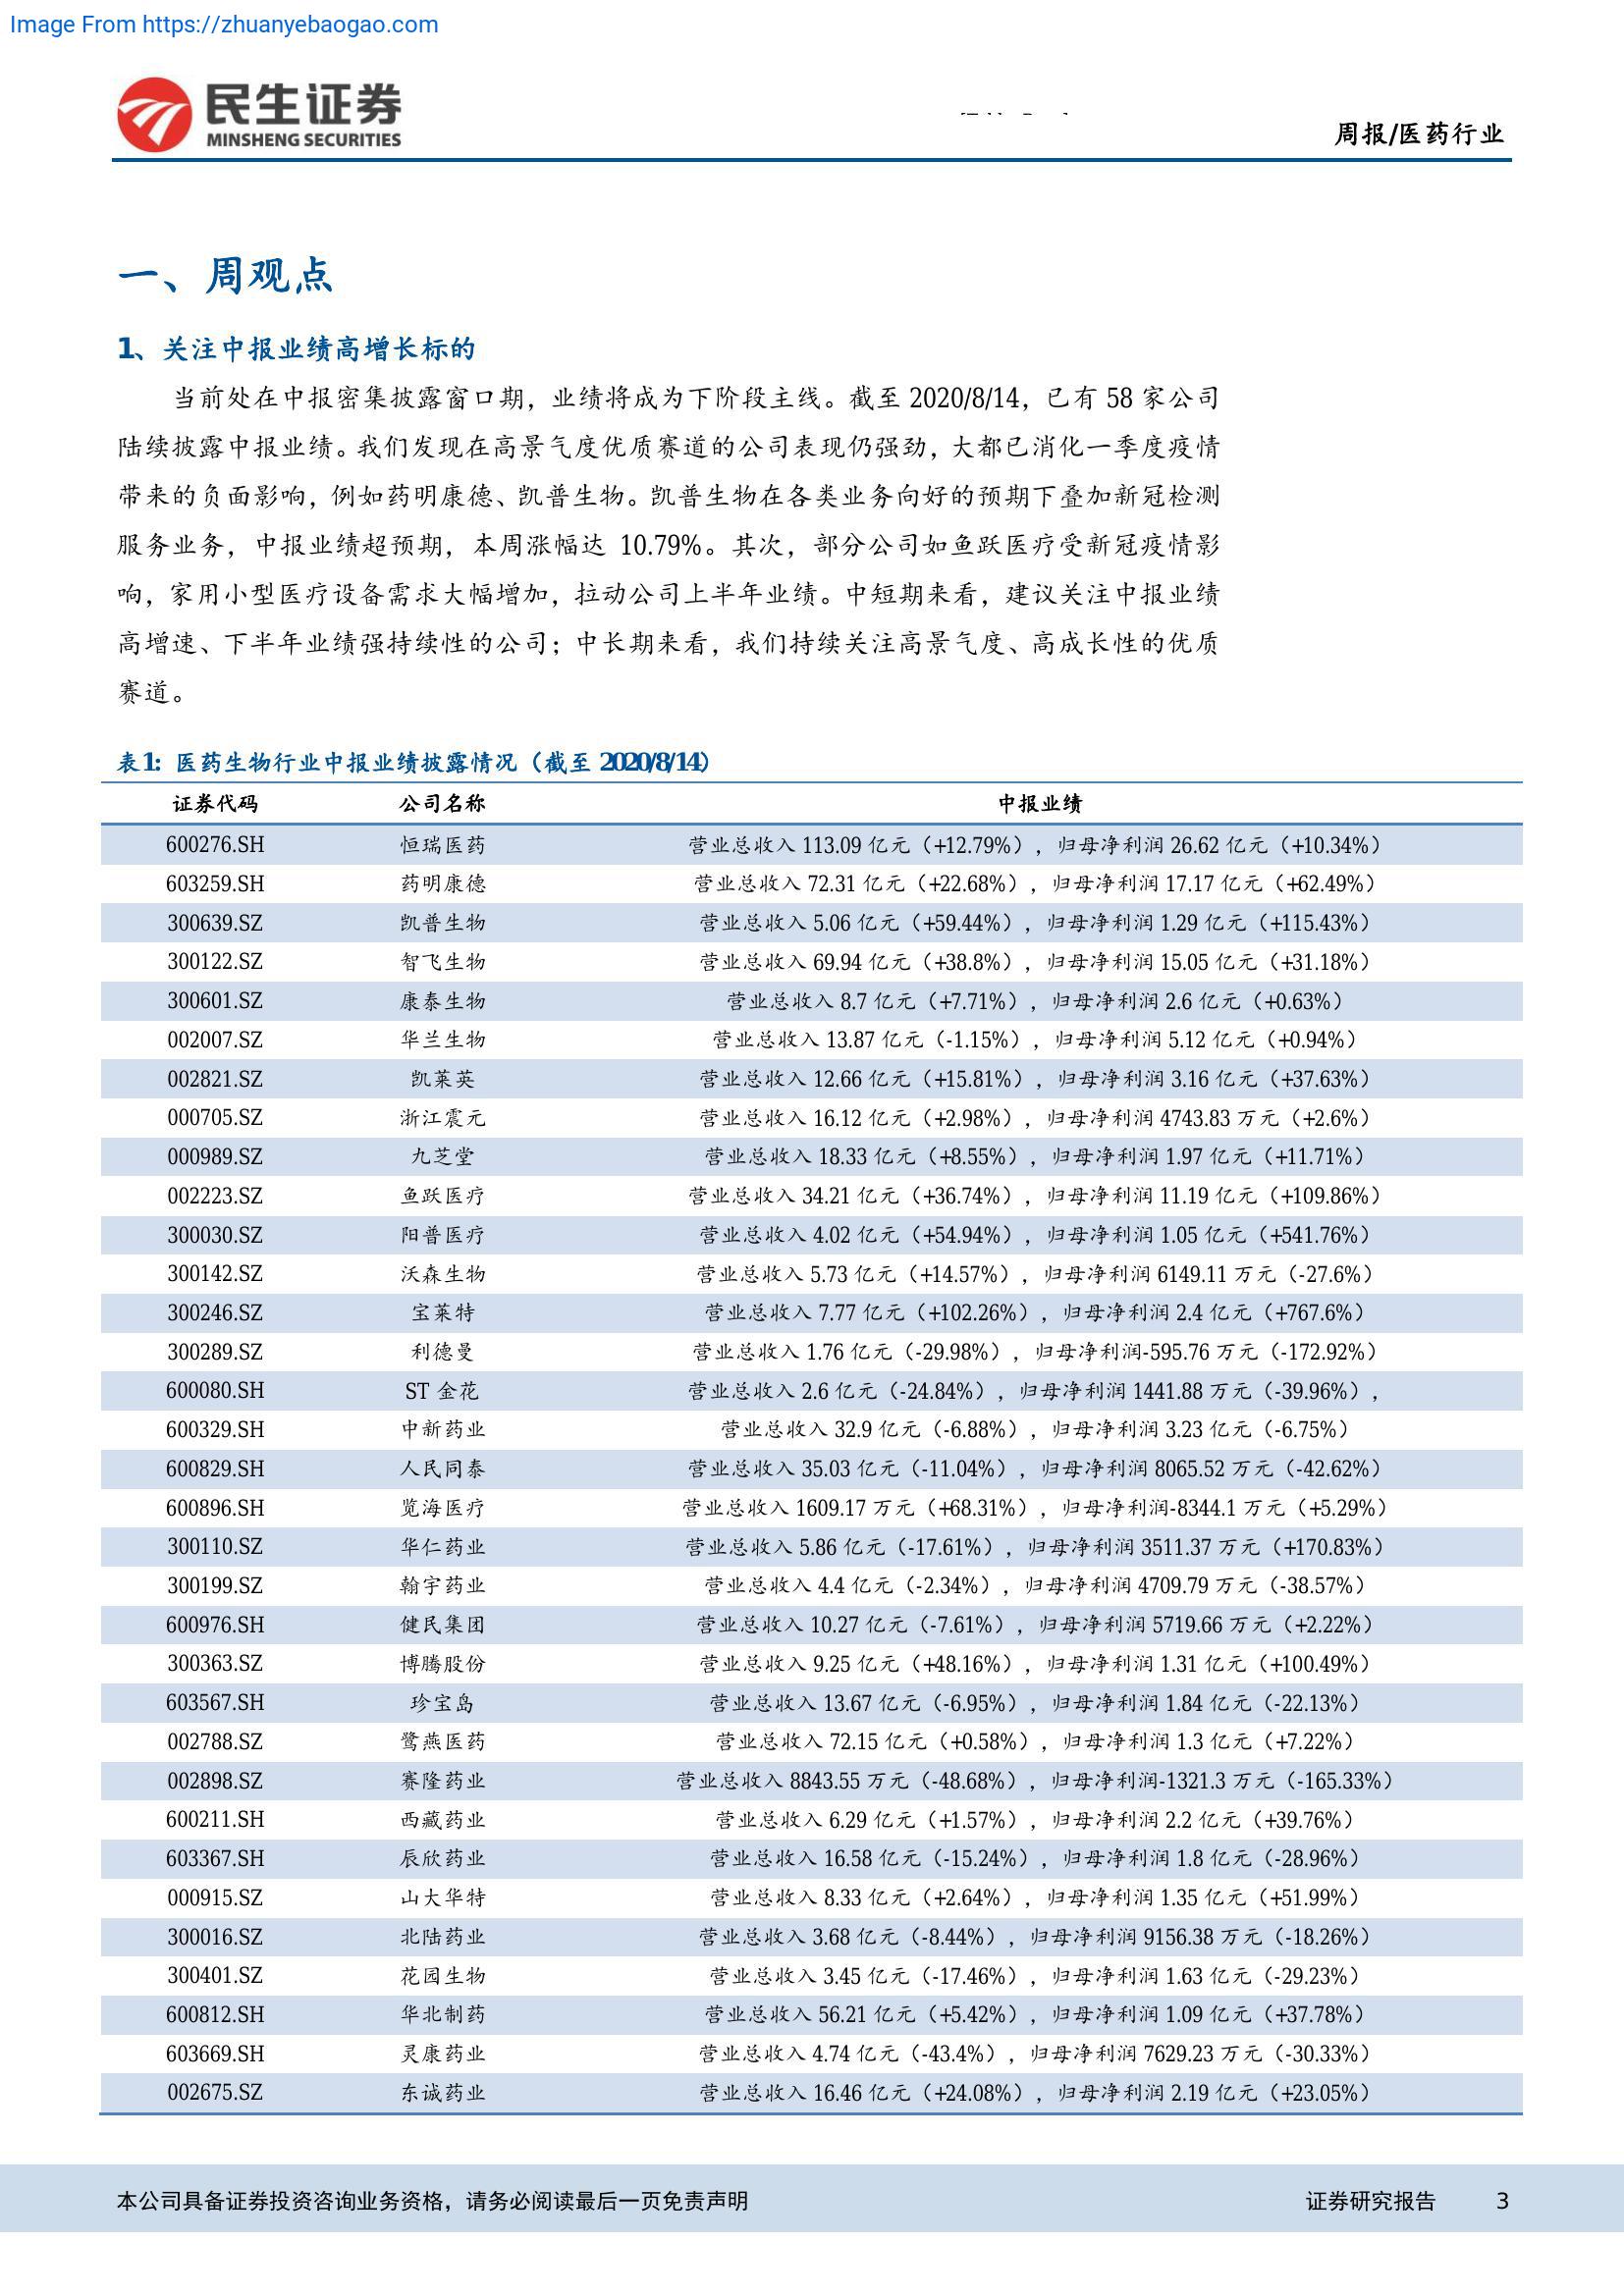 Image From https://zhuanyebaogao.com
民生证券
MINSHENG SECURITIES
周报/医药行业
一、周观点
1、关注中报业绩高增长标的
当前处在中报密集披露窗口期，业绩将成为下阶段主线。截至 2020/8/14，已有 58 家公司
陆续披露中报业绩。我们发现在高景气度优质赛道的公司表现仍强劲，大都已消化一季度疫情
带来的负面影响，例如药明康德、凯普生物。凯普生物在各类业务向好的预期下叠加新冠检测
服务业务，中报业绩超预期，本周涨幅达 10.79%。其次，部分公司如鱼跃医疗受新冠疫情影
响，家用小型医疗设备需求大幅增加，拉动公司上半年业绩。中短期来看，建议关注中报业绩
高增速、下半年业绩强持续性的公司；中长期来看，我们持续关注高景气度、高成长性的优质
赛道。
表1：医药生物行业中报业绩披露情况（截至 2020/8/14）
证券代码 公司名称 中报业绩
600276.SH 恒瑞医药 营业总收入 113.09 亿元（+12.79%），归母净利润 26.62 亿元（+10.34%）
603259.SH 药明康德 营业总收入 72.31 亿元（+22.68%），归母净利润 17.17 亿元（+62.49%）
300639.SZ 凯普生物 营业总收入 5.06 亿元（+59.44%），归母净利润 1.29 亿元（+115.43%）
300122.SZ 智飞生物 营业总收入 69.94 亿元（+38.8%），归母净利润 15.05 亿元（+31.18%）
300601.SZ 康泰生物 营业总收入 8.7 亿元（+7.71%），归母净利润 2.6 亿元（+0.63%）
002007.SZ 华兰生物 营业总收入 13.87 亿元（-1.15%），归母净利润 5.12 亿元（+0.94%）
002821.SZ 凯莱英 营业总收入 12.66 亿元（+15.81%），归母净利润 3.16 亿元（+37.63%）
000705.SZ 浙江震元 营业总收入 16.12 亿元（+2.98%），归母净利润 4743.83 万元（+2.6%）
000989.SZ 九芝堂 营业总收入 18.33 亿元（+8.55%），归母净利润 1.97 亿元（+11.71%）
002223.SZ 鱼跃医疗 营业总收入 34.21 亿元（+36.74%），归母净利润 11.19 亿元（+109.86%）
300030.SZ 阳普医疗 营业总收入 4.02 亿元（+54.94%），归母净利润 1.05 亿元（+541.76%）
300142.SZ 沃森生物 营业总收入 5.73 亿元（+14.57%），归母净利润 6149.11 万元（-27.6%）
300246.SZ 宝莱特 营业总收入 7.77 亿元（+102.26%），归母净利润 2.4 亿元（+767.6%）
300289.SZ 利德曼 营业总收入 1.76 亿元（-29.98%），归母净利润-595.76 万元（-172.92%）
600080.SH ST 金花 营业总收入 2.6 亿元（-24.84%），归母净利润 1441.88 万元（-39.96%），
600329.SH 中新药业 营业总收入 32.9 亿元（-6.88%），归母净利润 3.23 亿元（-6.75%）
600829.SH 人民同泰 营业总收入 35.03 亿元（-11.04%），归母净利润 8065.52 万元（-42.62%）
600896.SH 览海医疗 营业总收入 1609.17 万元（+68.31%），归母净利润-8344.1 万元（+5.29%）
300110.SZ 华仁药业 营业总收入 5.86 亿元（-17.61%），归母净利润 3511.37 万元（+170.83%）
300199.SZ 翰宇药业 营业总收入 4.4 亿元（-2.34%），归母净利润 4709.79 万元（-38.57%）
600976.SH 健民集团 营业总收入 10.27 亿元（-7.61%），归母净利润 5719.66 万元（+2.22%）
300363.SZ 博腾股份 营业总收入 9.25 亿元（+48.16%），归母净利润 1.31 亿元（+100.49%）
603567.SH 珍宝岛 营业总收入 13.67 亿元（-6.95%），归母净利润 1.84 亿元（-22.13%）
002788.SZ 鹭燕医药 营业总收入 72.15 亿元（+0.58%），归母净利润 1.3 亿元（+7.22%）
002898.SZ 赛隆药业 营业总收入 8843.55 万元（-48.68%），归母净利润-1321.3 万元（-165.33%）
600211.SH 西藏药业 营业总收入 6.29 亿元（+1.57%），归母净利润 2.2 亿元（+39.76%）
603367.SH 辰欣药业 营业总收入 16.58 亿元（-15.24%），归母净利润 1.8 亿元（-28.96%）
000915.SZ 山大华特 营业总收入 8.33 亿元（+2.64%），归母净利润 1.35 亿元（+51.99%）
300016.SZ 北陆药业 营业总收入 3.68 亿元（-8.44%），归母净利润 9156.38 万元（-18.26%）
300401.SZ 花园生物 营业总收入 3.45 亿元（-17.46%），归母净利润 1.63 亿元（-29.23%）
600812.SH 华北制药 营业总收入 56.21 亿元（+5.42%），归母净利润 1.09 亿元（+37.78%）
603669.SH 灵康药业 营业总收入 4.74 亿元（-43.4%），归母净利润 7629.23 万元（-30.33%）
002675.SZ 东诚药业 营业总收入 16.46 亿元（+24.08%），归母净利润 2.19 亿元（+23.05%）
本公司具备证券投资咨询业务资格，请务必阅读最后一页免责声明 证券研究报告 3